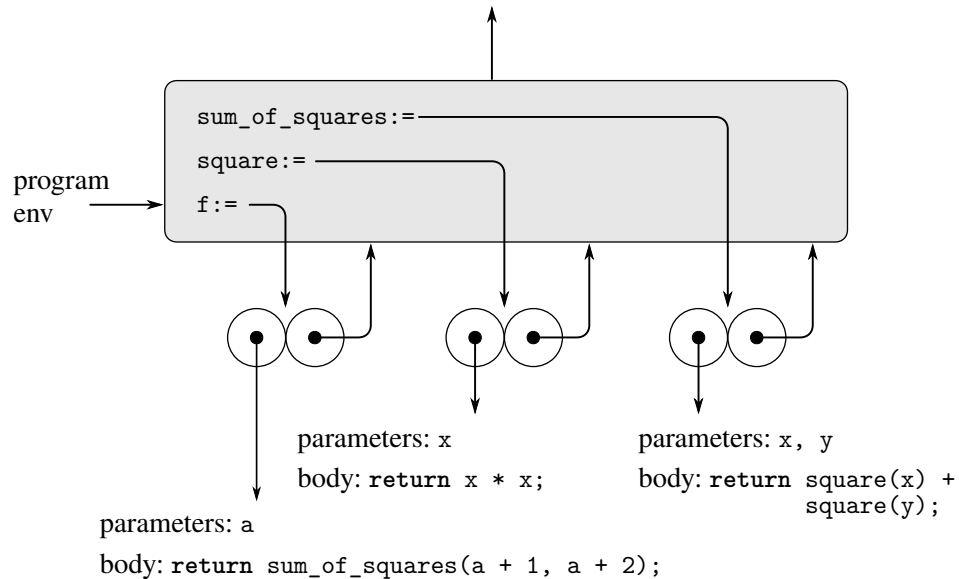 sum_of_squares:=
square:=
program
env
f:=
parameters: x
body: return x * x;
parameters: x, y
body: return square(x) +
square(y);
parameters: a
body: return sum_of_squares(a + 1, a + 2);